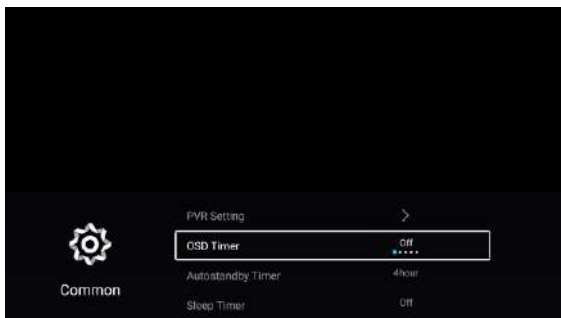 PVR Setting
OSD Timer Off
Autostandby Timer 4hour
Common
Sleep Timer Off